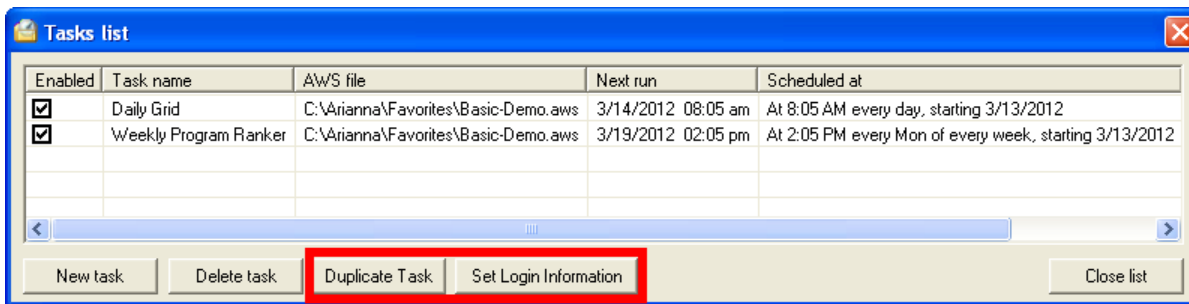 Tasks list
Enabled Task name AWS file Next run Scheduled at
Daily Grid C:\Arianna\Favorites\Basic-Demo.aws 3/14/2012 08:05 am At 8:05 AM every day, starting 3/13/2012
Weekly Program Ranker C:\Arianna\Favorites\Basic-Demo.aws 3/19/2012 02:05 pm At 2:05 PM every Mon of every week, starting 3/13/2012
New task Delete task Duplicate Task Set Login Information Close list